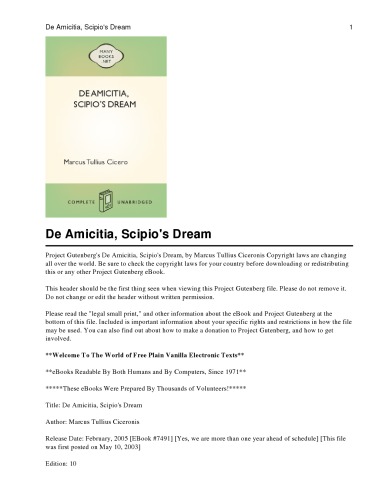 De Amicitia, Scipio's Dream 1
MANY
BOOKS
.NET
DE AMICITIA,
SCIPIO'S DREAM
Marcus Tullius Cicero
COMPLETE UNABRIDGED
De Amicitia, Scipio's Dream
Project Gutenberg's De Amicitia, Scipio's Dream, by Marcus Tullius Ciceronis Copyright laws are changing
all over the world. Be sure to check the copyright laws for your country before downloading or redistributing
this or any other Project Gutenberg eBook.
This header should be the first thing seen when viewing this Project Gutenberg file. Please do not remove it.
Do not change or edit the header without written permission.
Please read the "legal small print," and other information about the eBook and Project Gutenberg at the
bottom of this file. Included is important information about your specific rights and restrictions in how the file
may be used. You can also find out about how to make a donation to Project Gutenberg, and how to get
involved.
**Welcome To The World of Free Plain Vanilla Electronic Texts**
**eBooks Readable By Both Humans and By Computers, Since 1971**
*****These eBooks Were Prepared By Thousands of Volunteers!*****
Title: De Amicitia, Scipio's Dream
Author: Marcus Tullius Ciceronis
Release Date: February, 2005 [EBook #7491] [Yes, we are more than one year ahead of schedule] [This file
was first posted on May 10, 2003]
Edition: 10